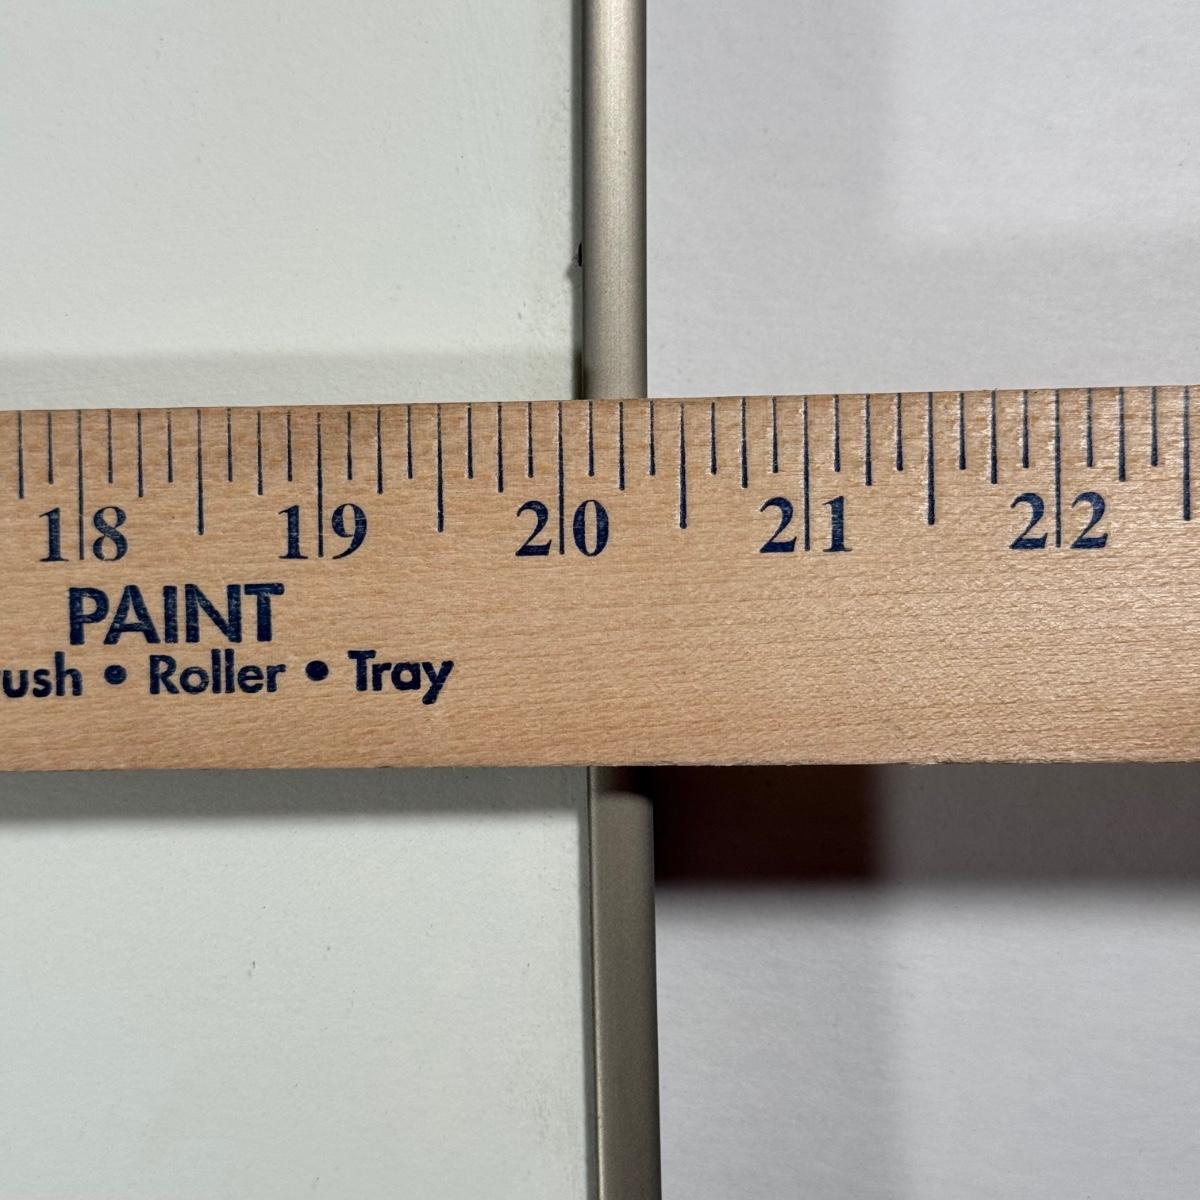 18 19 20 21 22
PAINT
ush • Roller • Tray